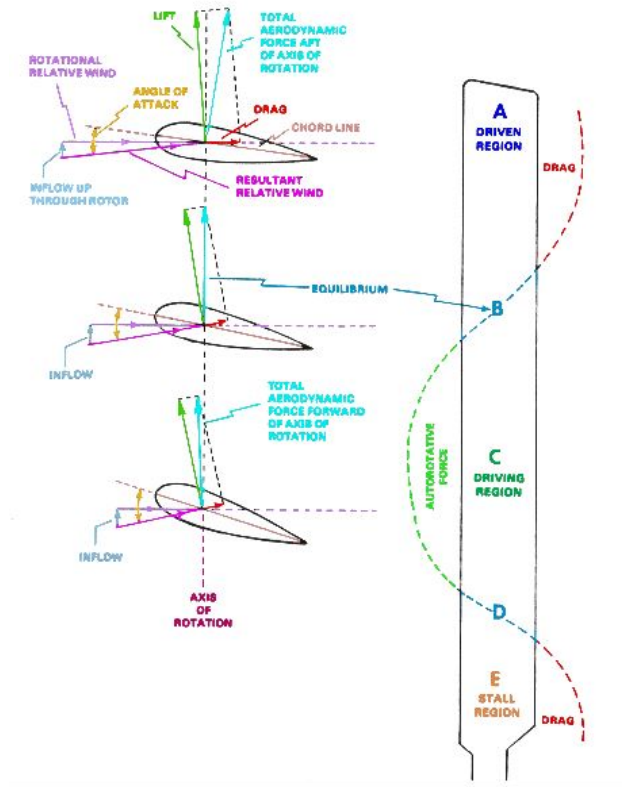 LIFT
TOTAL
AERODYNAMIC
FORCE AFT
OF AXIS OF
ROTATION
ROTATIONAL
RELATIVE WIND
ANGLE OF
ATTACK
DRAG
CHORD LINE
INFLOW UP
THROUGH ROTOR
RESULTANT
RELATIVE WIND
EQUILIBRIUM
INFLOW
TOTAL
AERODYNAMIC
FORCE FORWARD
OF AXIS OF
ROTATION
INFLOW
AXIS
OF
ROTATION
A
DRIVEN
REGION
DRAG
B
AUTOROTATIVE
FORCE
C
DRIVING
REGION
D
E
STALL
REGION
DRAG